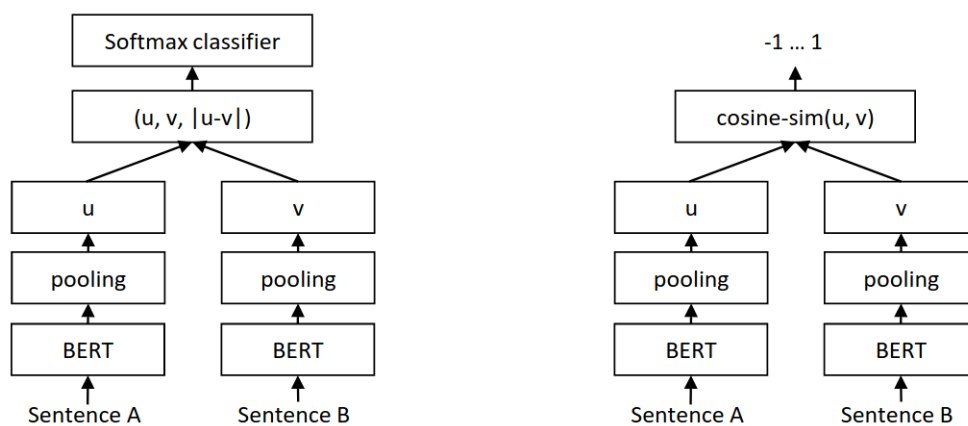 Softmax classifier
(u, v, |u-v|)
u
v
pooling
pooling
BERT
BERT
Sentence A
Sentence B
-1 … 1
cosine-sim(u, v)
u
v
pooling
pooling
BERT
BERT
Sentence A
Sentence B